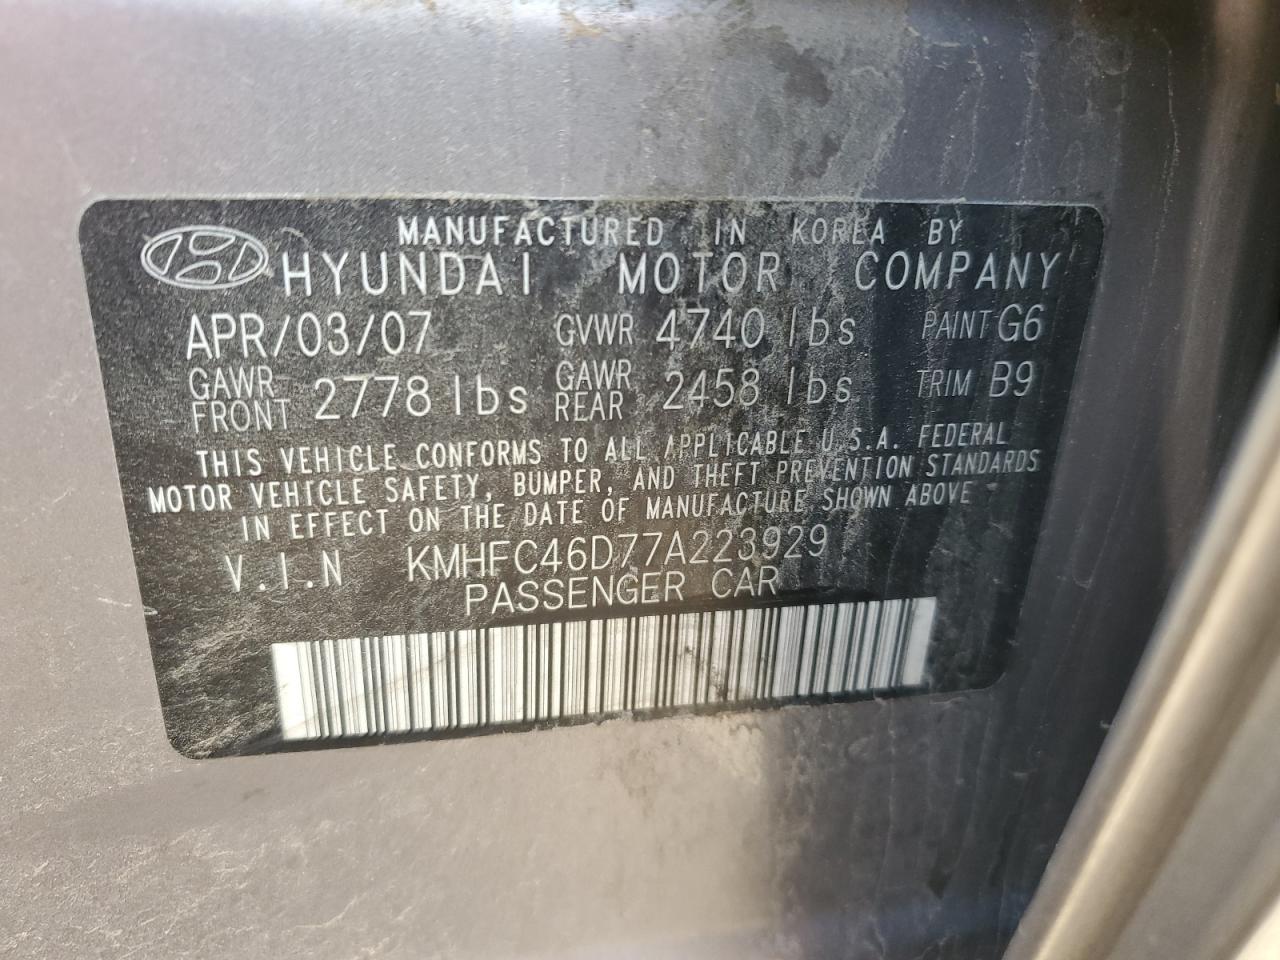 MANUFACTURED IN KOREA BY
HYUNDAI MOTOR COMPANY
APR/03/07 GVWR 4740 lbs PAINT G6
GAWR FRONT 2778 lbs GAWR REAR 2458 lbs TRIM B9
THIS VEHICLE CONFORMS TO ALL APPLICABLE U.S.A. FEDERAL
MOTOR VEHICLE SAFETY, BUMPER, AND THEFT PREVENTION STANDARDS
IN EFFECT ON THE DATE OF MANUFACTURE SHOWN ABOVE
V.I.N KMHFC46D77A223929
PASSENGER CAR